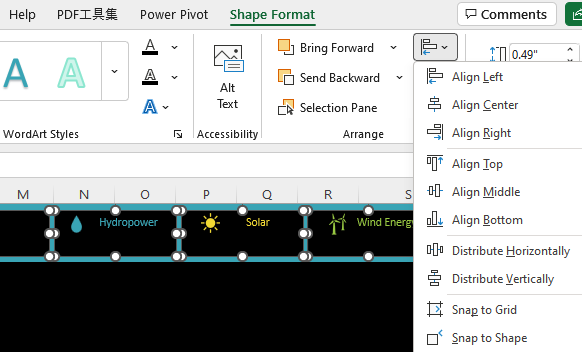 Help PDF工具集 Power Pivot Shape Format Comments
A A A Alt Text Bring Forward 0.49"
Send Backward
Selection Pane
WordArt Styles Accessibility Arrange
Align Left
Align Center
Align Right
Align Top
Align Middle
Align Bottom
Distribute Horizontally
Distribute Vertically
Snap to Grid
Snap to Shape
M N O P Q R S
Hydropower Solar Wind Energy